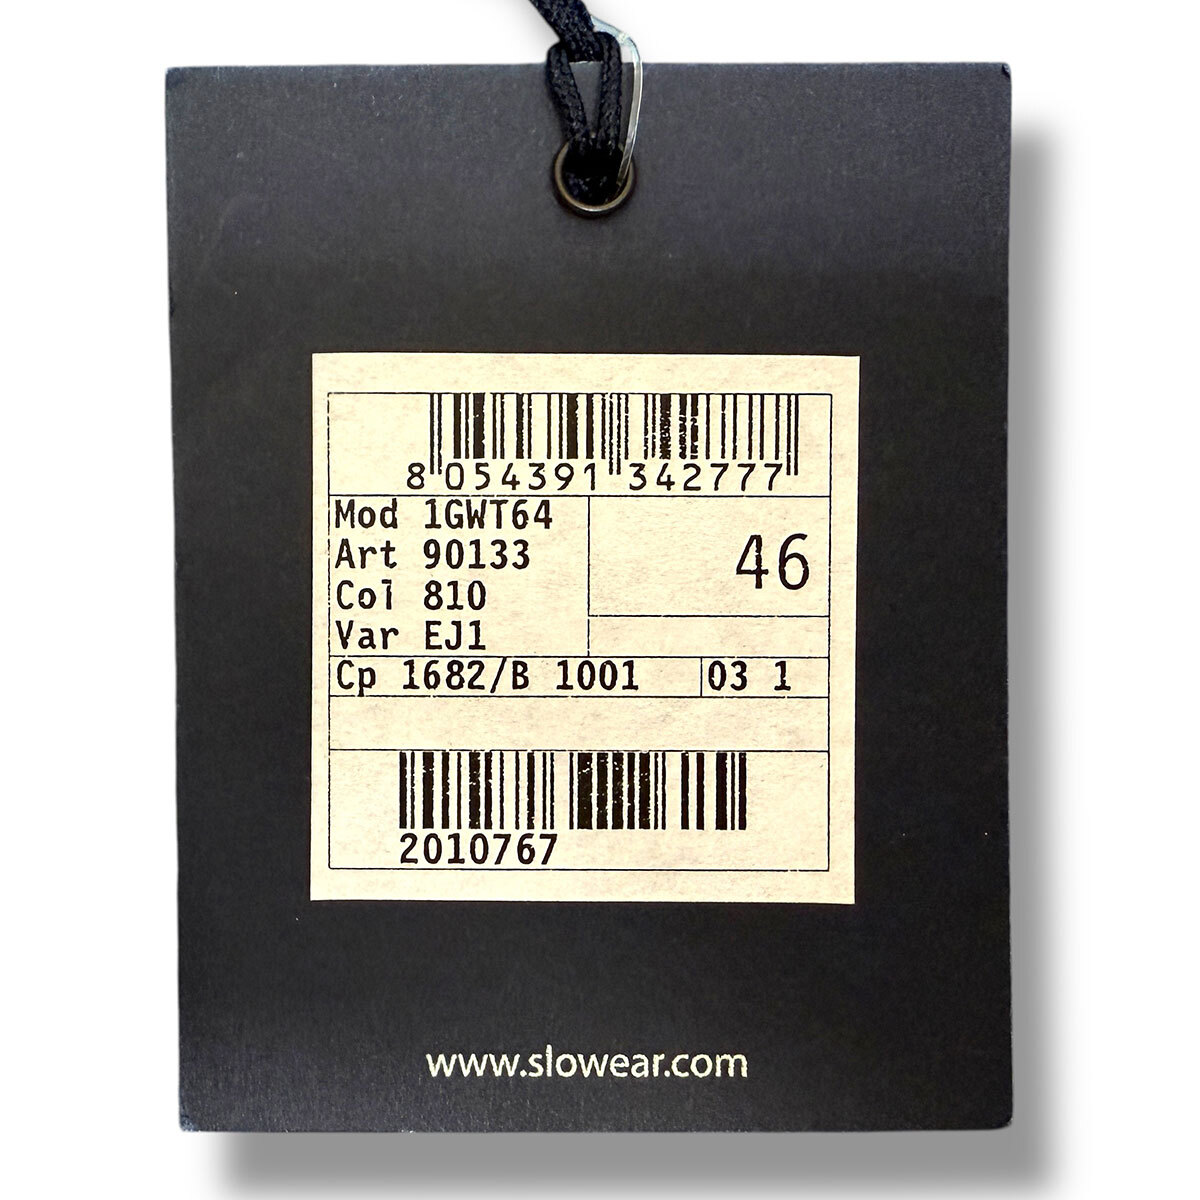 8 054391 342777
Mod 1GWT64
Art 90133
Col 810
Var EJ1
46
Cp 1682/B 1001 03 1
2010767
www.slowear.com